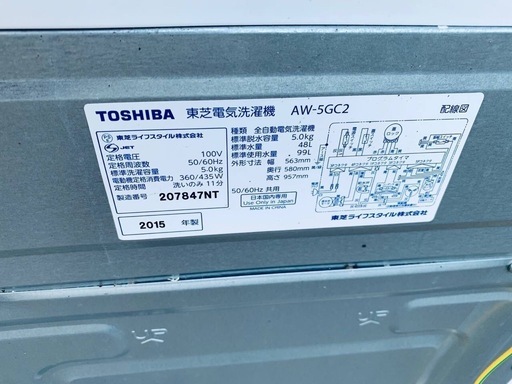 TOSHIBA 東芝電気洗濯機 AW-5GC2 配線図
東芝ライフスタイル株式会社
JET
定格電圧 100V
定格周波数 50/60Hz
標準洗濯容量 5.0kg
電動機定格消費電力 360/435W
定格時間 洗いのみ 11分
製造番号 207847NT
2015 年製
種類 全自動電気洗濯機
標準脱水容量 5.0kg
標準水量 48L
標準使用水量 99L
外形寸法 幅 563mm
奥行 580mm
高さ 957mm
50/60Hz 共用
日本国内専用
Use Only in Japan
MADE IN CHINA
プログラムタイマ
東芝ライフスタイル株式会社